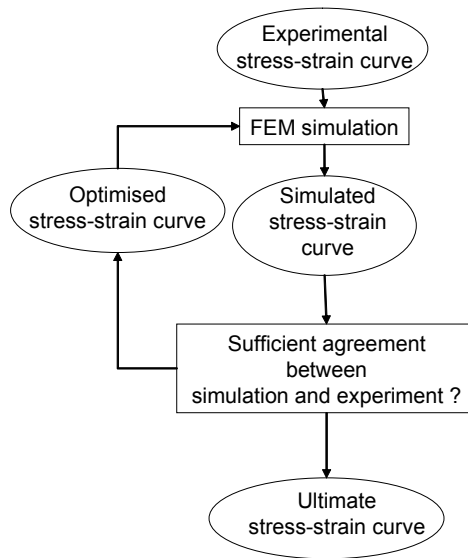 Experimental
stress-strain curve
FEM simulation
Optimised
stress-strain curve
Simulated
stress-strain
curve
Sufficient agreement
between
simulation and experiment ?
Ultimate
stress-strain curve